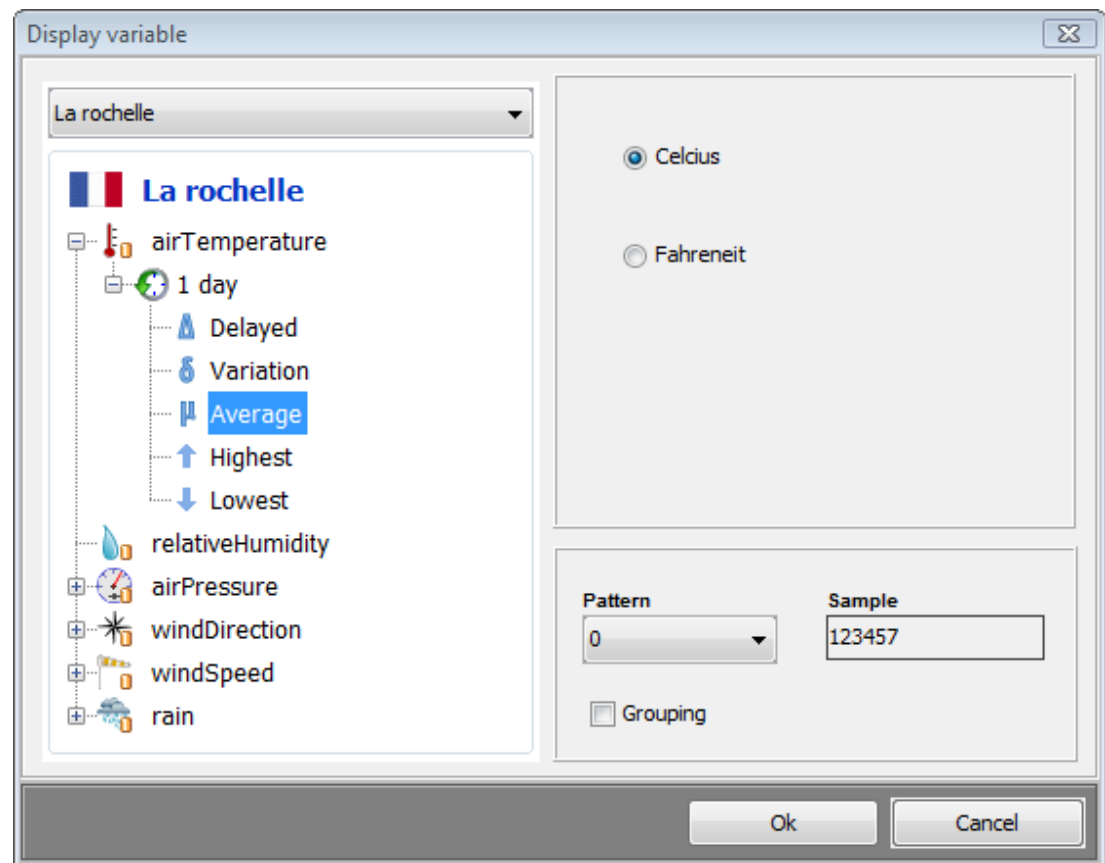 Display variable
La rochelle
La rochelle
airTemperature
1 day
Delayed
Variation
Average
Highest
Lowest
relativeHumidity
airPressure
windDirection
windSpeed
rain
Celcius
Fahreneit
Pattern Sample
0 123457
Grouping
Ok Cancel